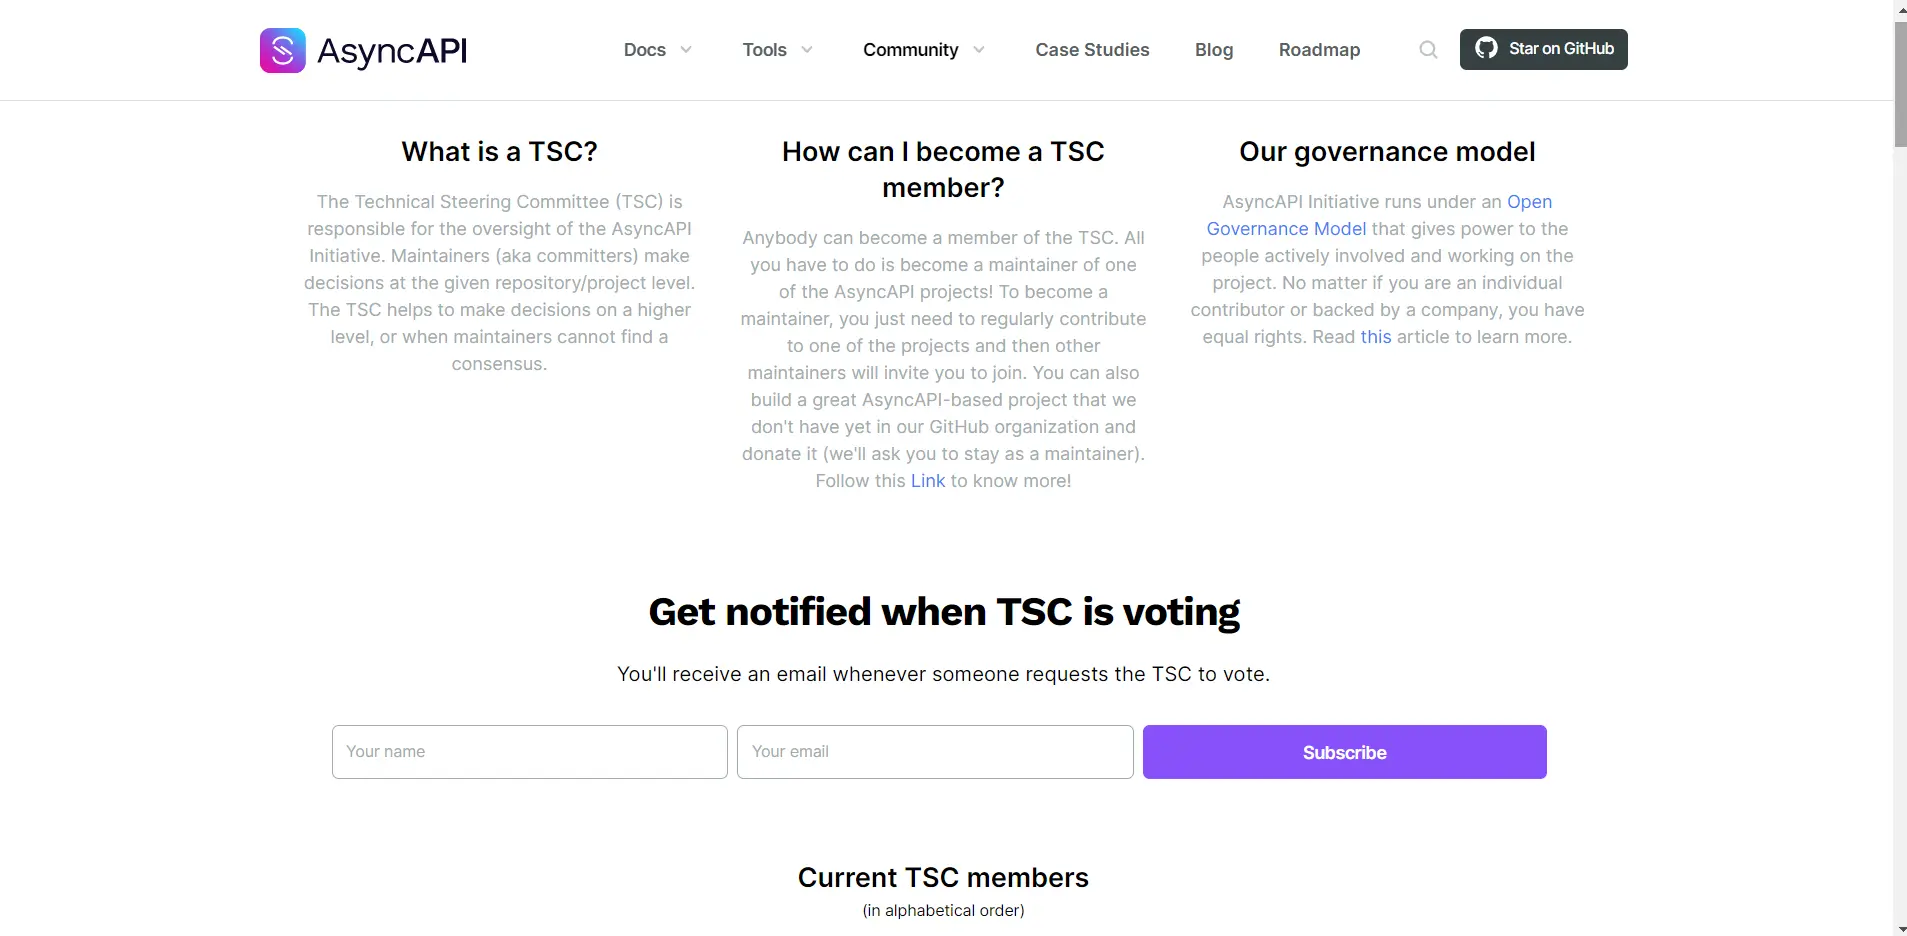 AsyncAPI
Docs
Tools
Community
Case Studies
Blog
Roadmap
Star on GitHub
What is a TSC?
The Technical Steering Committee (TSC) is
responsible for the oversight of the AsyncAPI
Initiative. Maintainers (aka committers) make
decisions at the given repository/project level.
The TSC helps to make decisions on a higher
level, or when maintainers cannot find a
consensus.
How can I become a TSC
member?
Anybody can become a member of the TSC. All
you have to do is become a maintainer of one
of the AsyncAPI projects! To become a
maintainer, you just need to regularly contribute
to one of the projects and then other
maintainers will invite you to join. You can also
build a great AsyncAPI-based project that we
don't have yet in our GitHub organization and
donate it (we'll ask you to stay as a maintainer).
Follow this Link to know more!
Our governance model
AsyncAPI Initiative runs under an Open
Governance Model that gives power to the
people actively involved and working on the
project. No matter if you are an individual
contributor or backed by a company, you have
equal rights. Read this article to learn more.
Get notified when TSC is voting
You'll receive an email whenever someone requests the TSC to vote.
Your name
Your email
Subscribe
Current TSC members
(in alphabetical order)